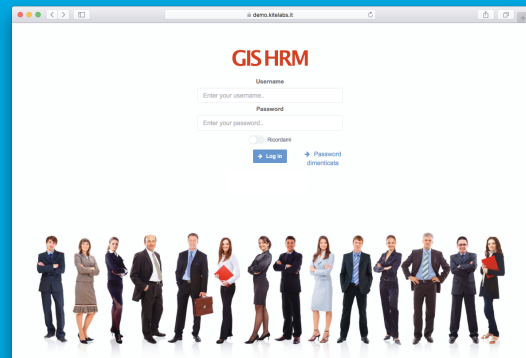 demo.kitelabs.it
GIS HRM
Username
Enter your username..
Password
Enter your password..
Ricordami
Log in
Password
dimenticata